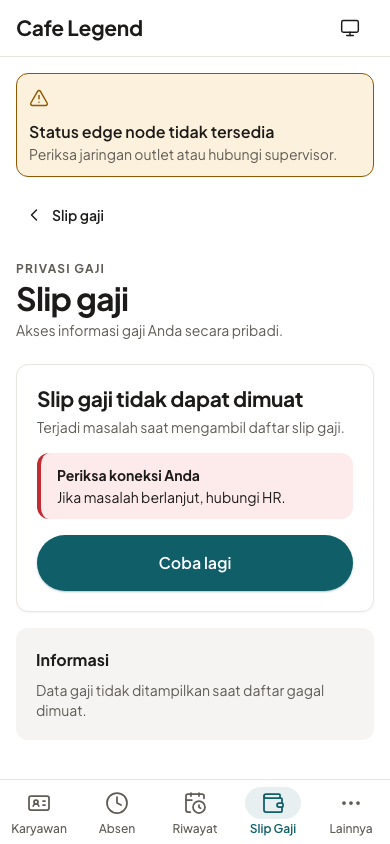 Cafe Legend
Status edge node tidak tersedia
Periksa jaringan outlet atau hubungi supervisor.
Slip gaji
PRIVASI GAJI
Slip gaji
Akses informasi gaji Anda secara pribadi.
Slip gaji tidak dapat dimuat
Terjadi masalah saat mengambil daftar slip gaji.
Periksa koneksi Anda
Jika masalah berlanjut, hubungi HR.
Coba lagi
Informasi
Data gaji tidak ditampilkan saat daftar gagal
dimuat.
Karyawan
Absen
Riwayat
Slip Gaji
Lainnya